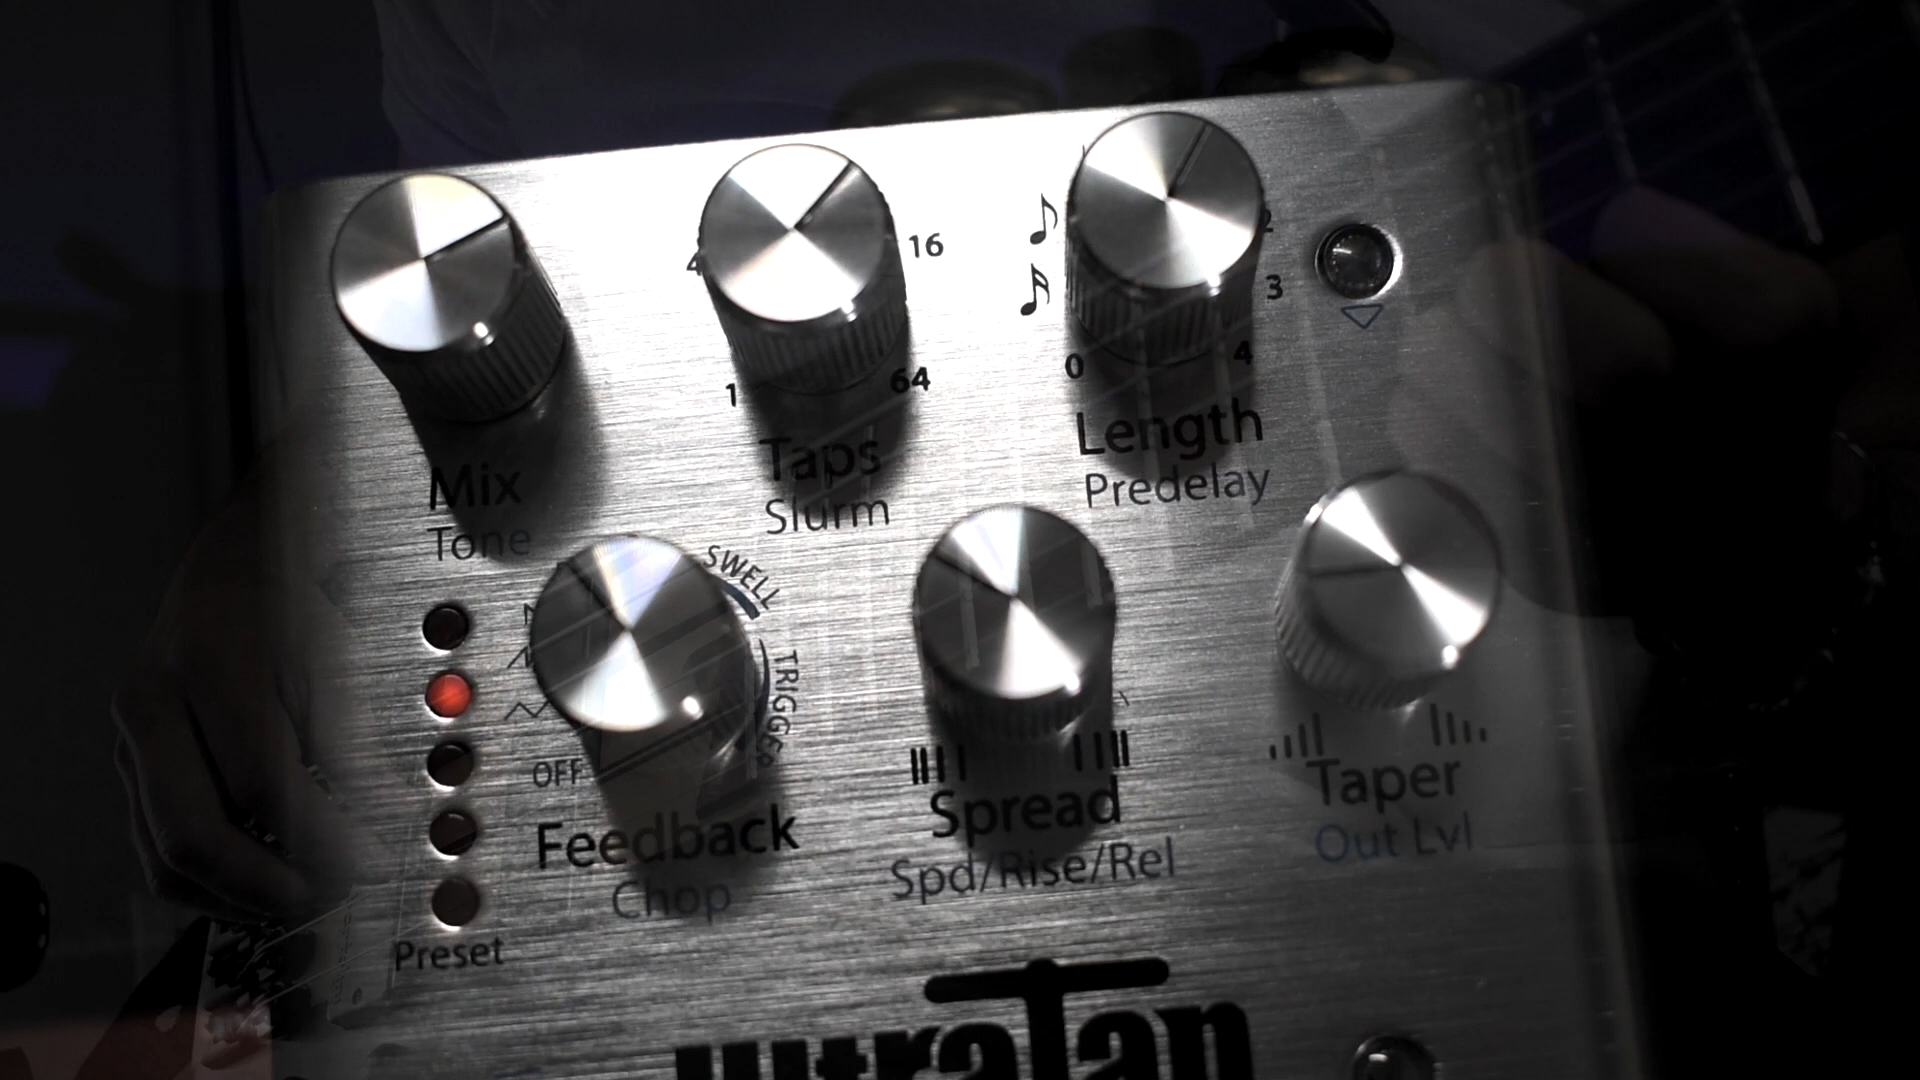 4
16
1
64
Taps
Slurm
2
3
0
4
Length
Predelay
Mix
Tone
SWELL
TRIGGER
OFF
Feedback
Chop
Spread
Spd/Rise/Rel
Taper
Out Lvl
Preset
UltraTap